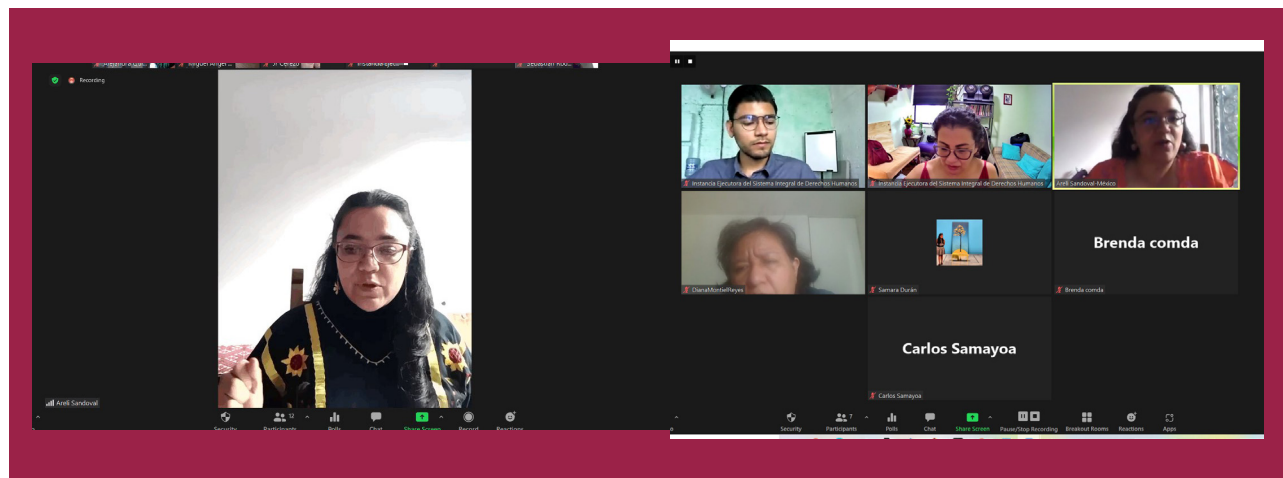 Recording
Areli Sandoval
Security
Participants
12
Polls
Chat
Share Screen
Record
Reactions
Instancia Ejecutora del Sistema Integral de Derechos Humanos
Instancia Ejecutora del Sistema Integral de Derechos Humanos
Areli Sandoval-México
DianaMontielReyes
Samara Durán
Brenda comda
Brenda comda
Carlos Samayoa
Carlos Samayoa
Security
Participants
7
Polls
Chat
Share Screen
Pause/Stop Recording
Breakout Rooms
Reactions
Apps